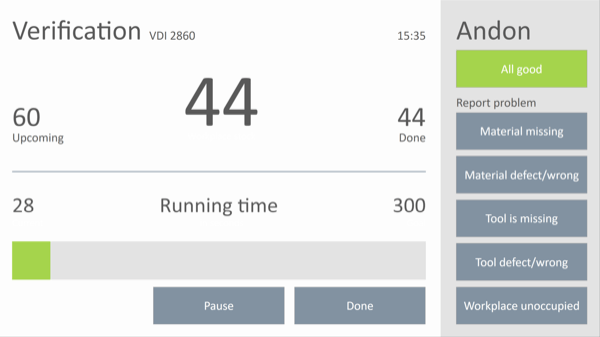 Verification VDI 2860 15:35
44
60 44
Upcoming Done
28 Running time 300
Pause Done
Andon
All good
Report problem
Material missing
Material defect/wrong
Tool is missing
Tool defect/wrong
Workplace unoccupied